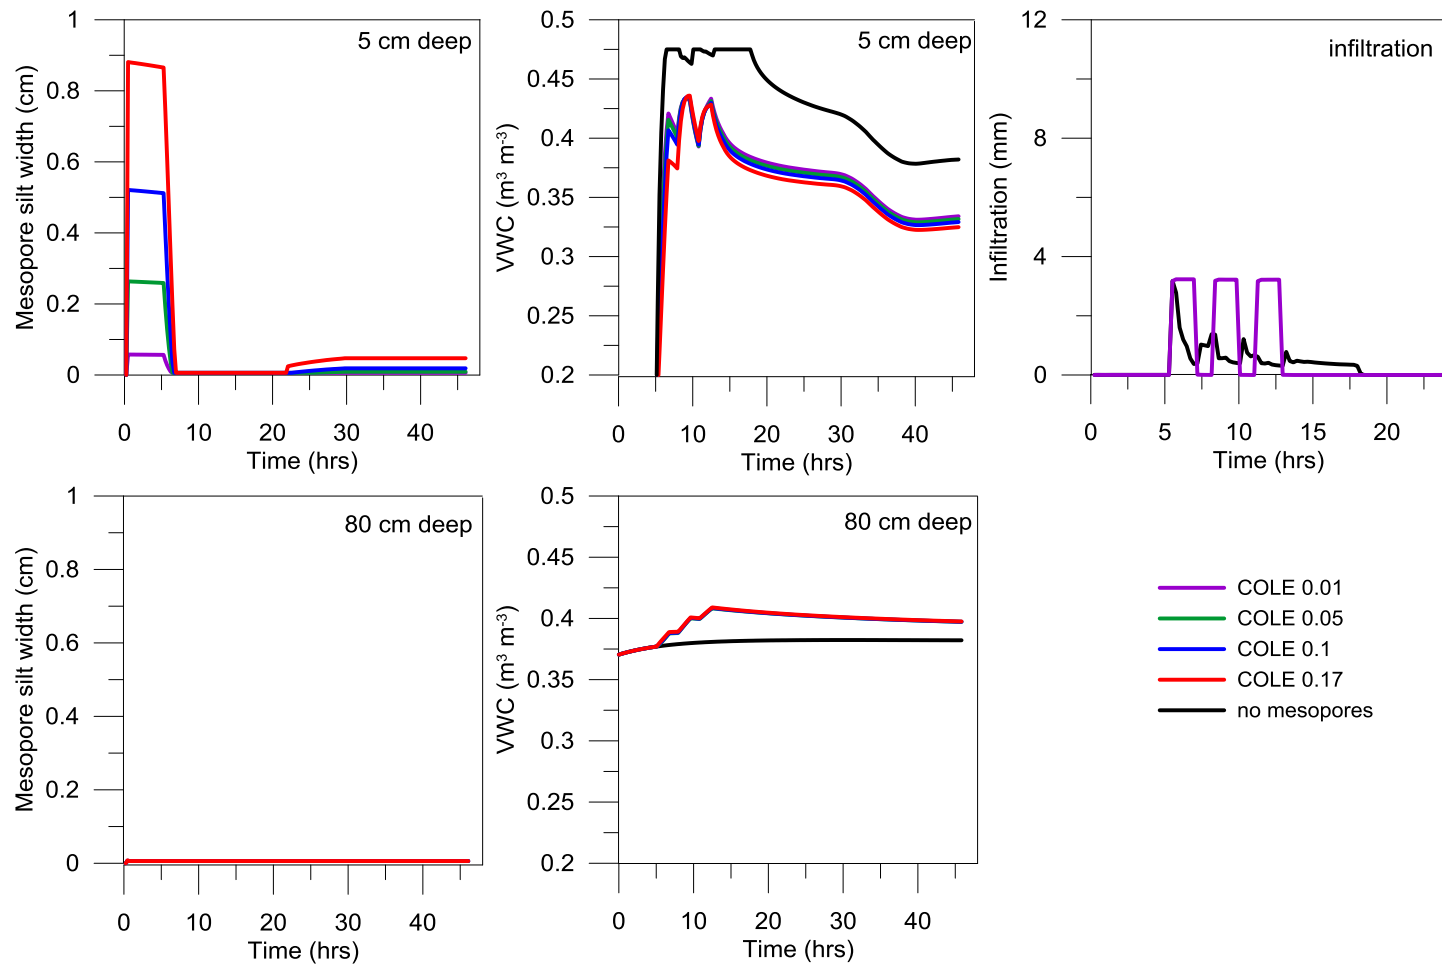 5 cm deep
Mesopore silt width (cm)
1
0.8
0.6
0.4
0.2
0
0 10 20 30 40
Time (hrs)
5 cm deep
VWC (m³ m⁻³)
0.5
0.45
0.4
0.35
0.3
0.25
0.2
0 10 20 30 40
Time (hrs)
infiltration
Infiltration (mm)
12
8
4
0
0 5 10 15 20
Time (hrs)
80 cm deep
Mesopore silt width (cm)
1
0.8
0.6
0.4
0.2
0
0 10 20 30 40
Time (hrs)
80 cm deep
VWC (m³ m⁻³)
0.5
0.45
0.4
0.35
0.3
0.25
0.2
0 10 20 30 40
Time (hrs)
COLE 0.01
COLE 0.05
COLE 0.1
COLE 0.17
no mesopores